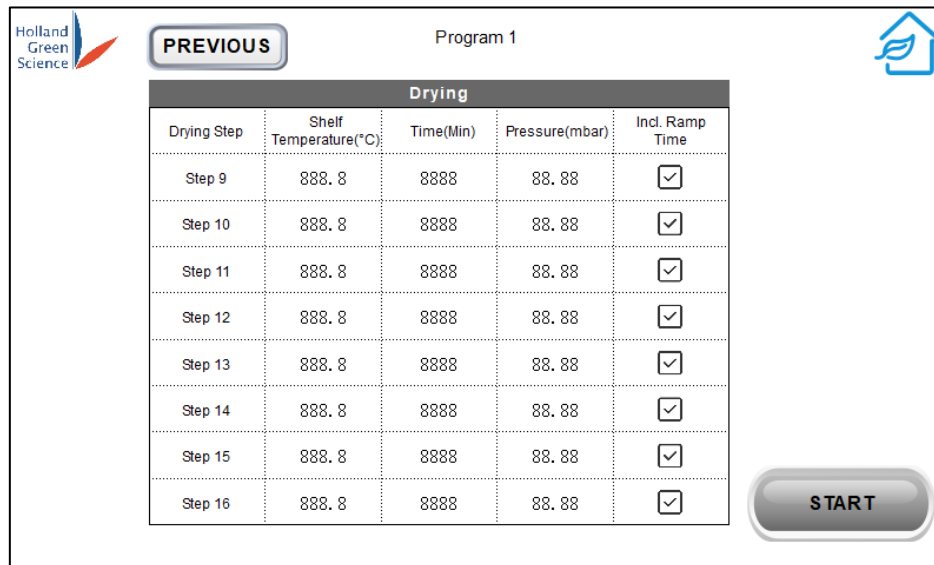 Holland
Green
Science
PREVIOUS
Program 1
Drying
Drying Step Shelf Temperature(°C) Time(Min) Pressure(mbar) Incl. Ramp Time
Step 9 888.8 8888 88.88
Step 10 888.8 8888 88.88
Step 11 888.8 8888 88.88
Step 12 888.8 8888 88.88
Step 13 888.8 8888 88.88
Step 14 888.8 8888 88.88
Step 15 888.8 8888 88.88
Step 16 888.8 8888 88.88
START